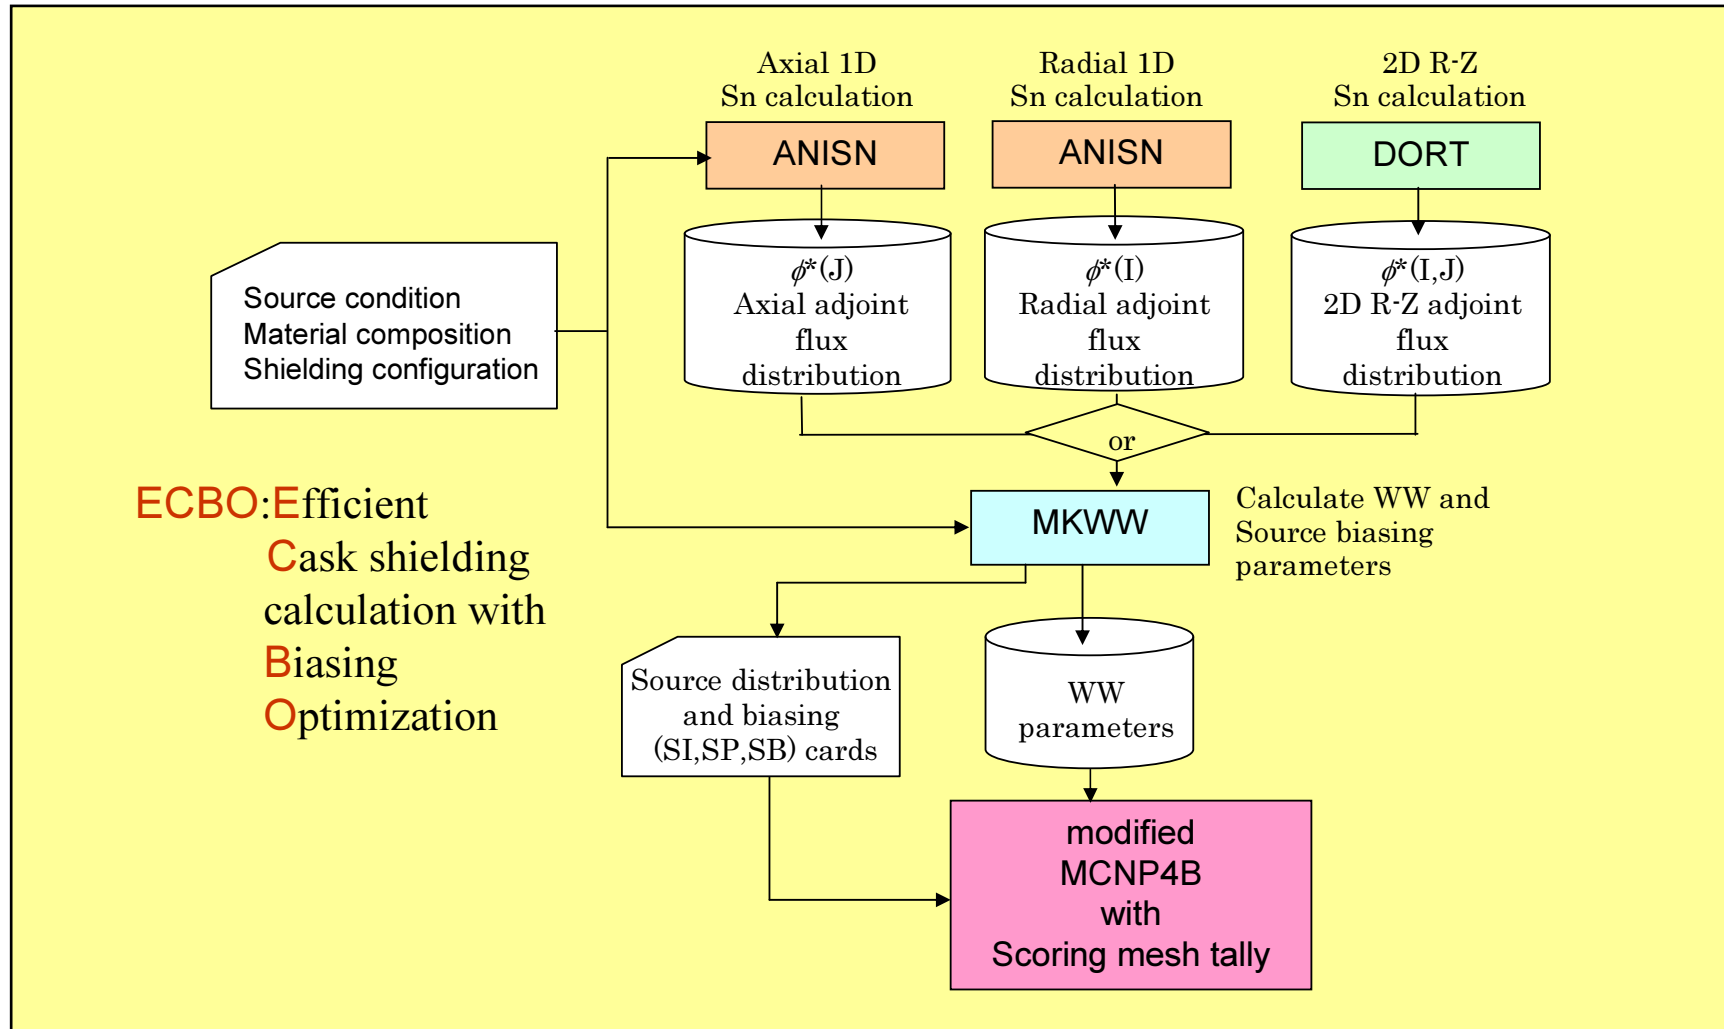 Axial 1D
Sn calculation
Radial 1D
Sn calculation
2D R-Z
Sn calculation
ANISN
ANISN
DORT
Source condition
Material composition
Shielding configuration
ϕ*(J)
Axial adjoint
flux
distribution
ϕ*(I)
Radial adjoint
flux
distribution
ϕ*(I,J)
2D R-Z adjoint
flux
distribution
or
ECBO:Efficient
Cask shielding
calculation with
Biasing
Optimization
MKWW
Calculate WW and
Source biasing
parameters
Source distribution
and biasing
(SI,SP,SB) cards
WW
parameters
modified
MCNP4B
with
Scoring mesh tally